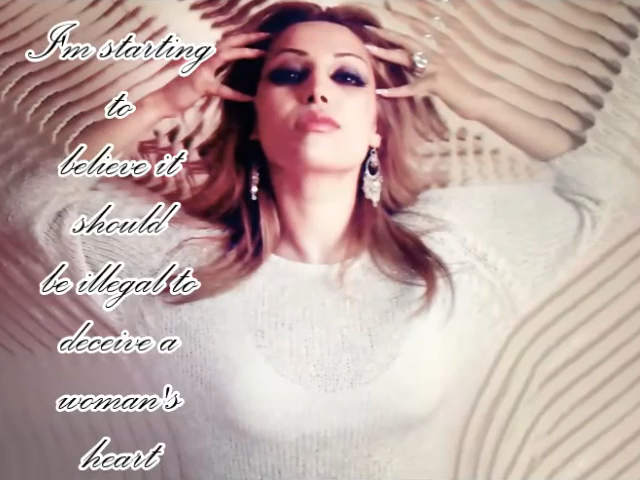 I'm starting
to
believe it
should
be illegal to
deceive a
woman's
heart